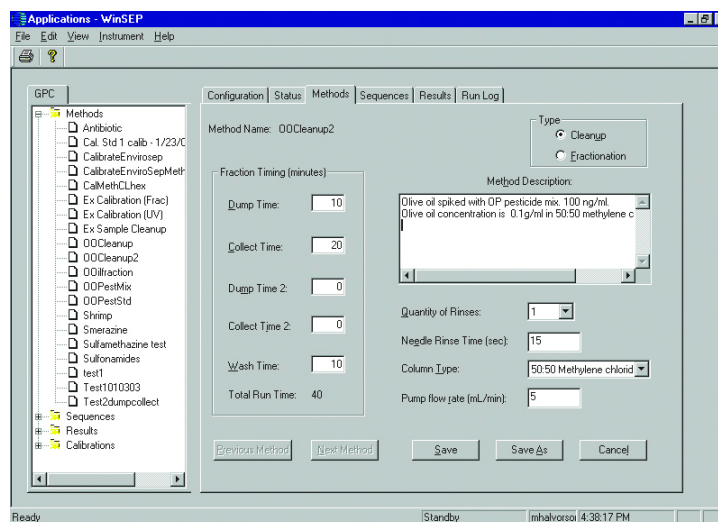 Applications - WinSEP
File Edit View Instrument Help
GPC
Methods
Antibiotic
Cal. Std 1 calib - 1/23/0
CalibrateEnvirosep
CalibrateEnviroSepMeth
CalMethCLhex
Ex Calibration (Frac)
Ex Calibration (UV)
Ex Sample Cleanup
OOCleanup
OOCleanup2
OOilfraction
OOPestMix
OOPestStd
Shrimp
Smerazine
Sulfamethazine test
Sulfonamides
test1
Test1010303
Test2dumpcollect
Sequences
Results
Calibrations
Configuration Status Methods Sequences Results Run Log
Method Name: OOCleanup2
Type
Cleanup
Fractionation
Fraction Timing (minutes)
Dump Time: 10
Collect Time: 20
Dump Time 2: 0
Collect Time 2: 0
Wash Time: 10
Total Run Time: 40
Method Description:
Olive oil spiked with OP pesticide mix. 100 ng/ml.
Olive oil concentration is 0.1g/ml in 50:50 methylene c
Quantity of Rinses: 1
Needle Rinse Time (sec): 15
Column Type: 50:50 Methylene chlorid
Pump flow rate (mL/min): 5
Previous Method Next Method Save Save As Cancel
Ready Standby mhalvorso 4:38:17 PM